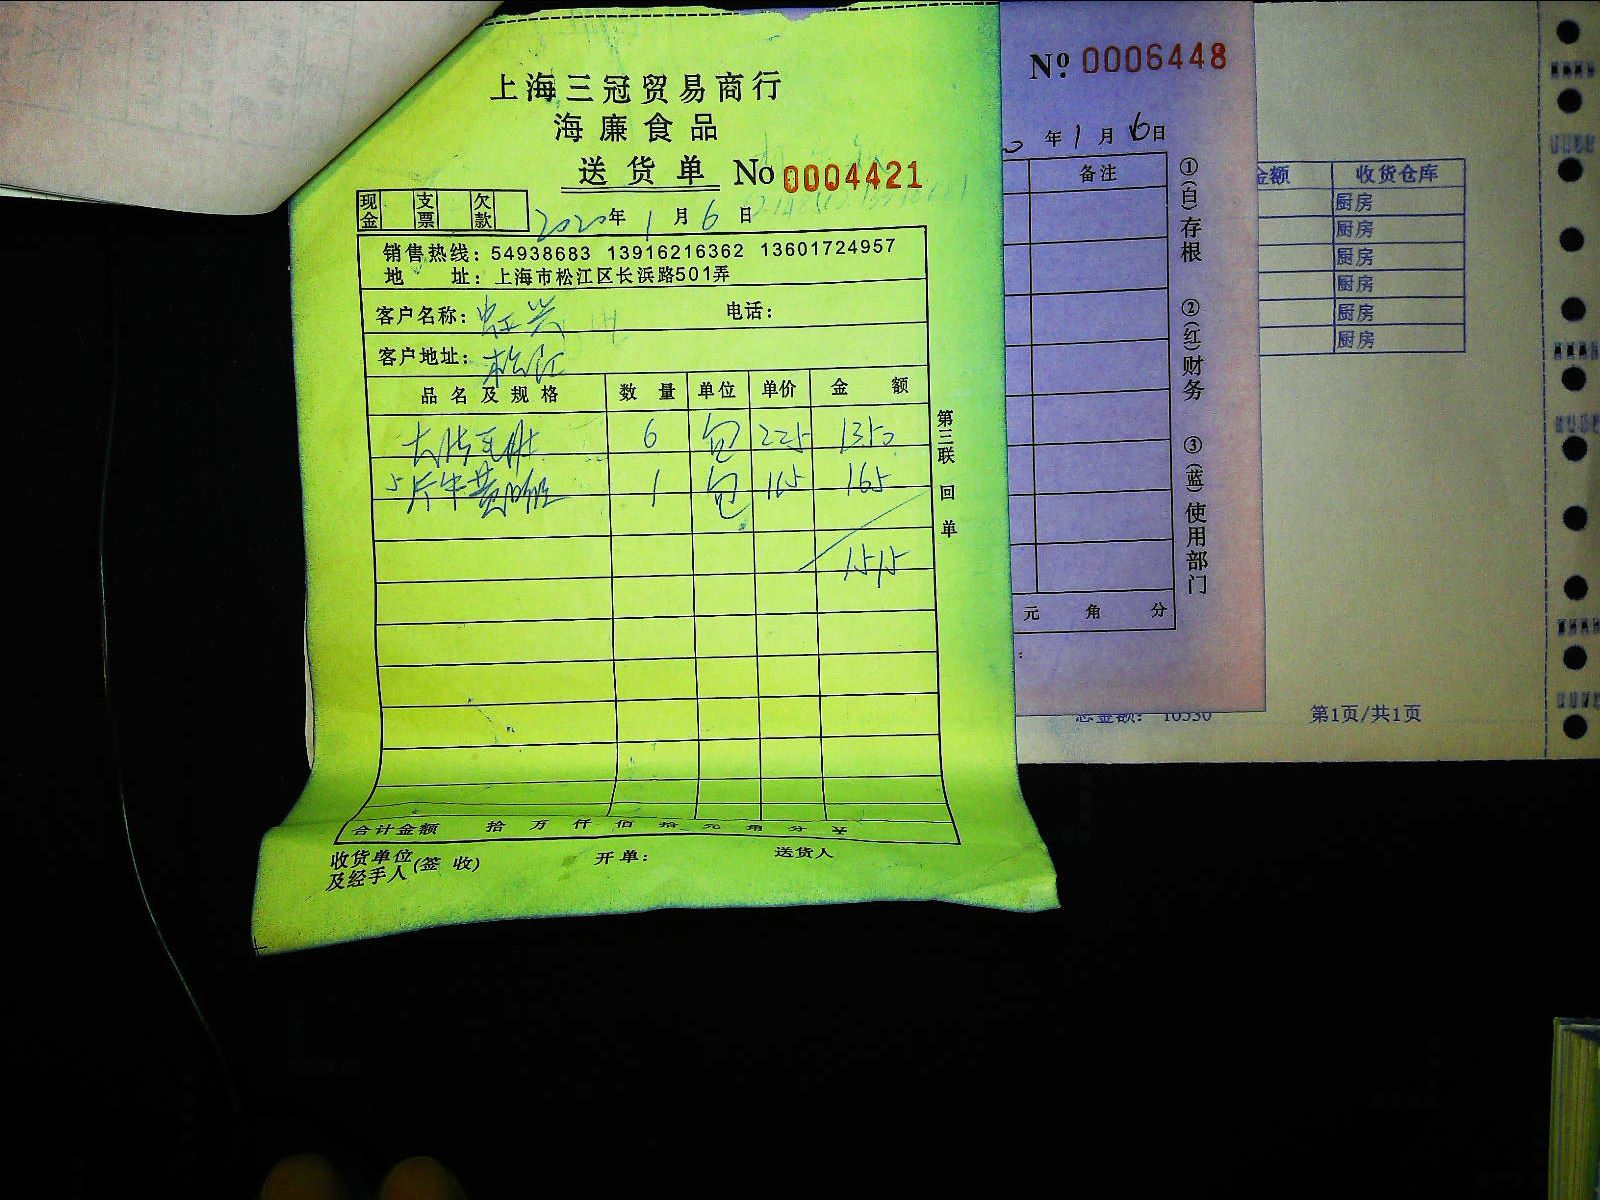 上海三冠贸易商行
海廉食品
送货单 No 0004421
现金 支票 欠款 2020年1月6日
销售热线：54938683 13916216362 13601724957
地 址：上海市松江区长浜路501弄
客户名称： 电话：
客户地址：松江
品名及规格 数量 单位 单价 金额
6 包 225 1350
1 包 165 165
1515
合计金额 拾 万 仟 佰 拾 元 角 分 ¥
收货单位及经手人(签收) 开单： 送货人
第三联 回单
Nº 0006448
年1月6日
备注
元 角 分
①(白)存根 ②(红)财务 ③(蓝)使用部门
金额 收货仓库
厨房
厨房
厨房
厨房
厨房
厨房
总金额： 10530 第1页/共1页